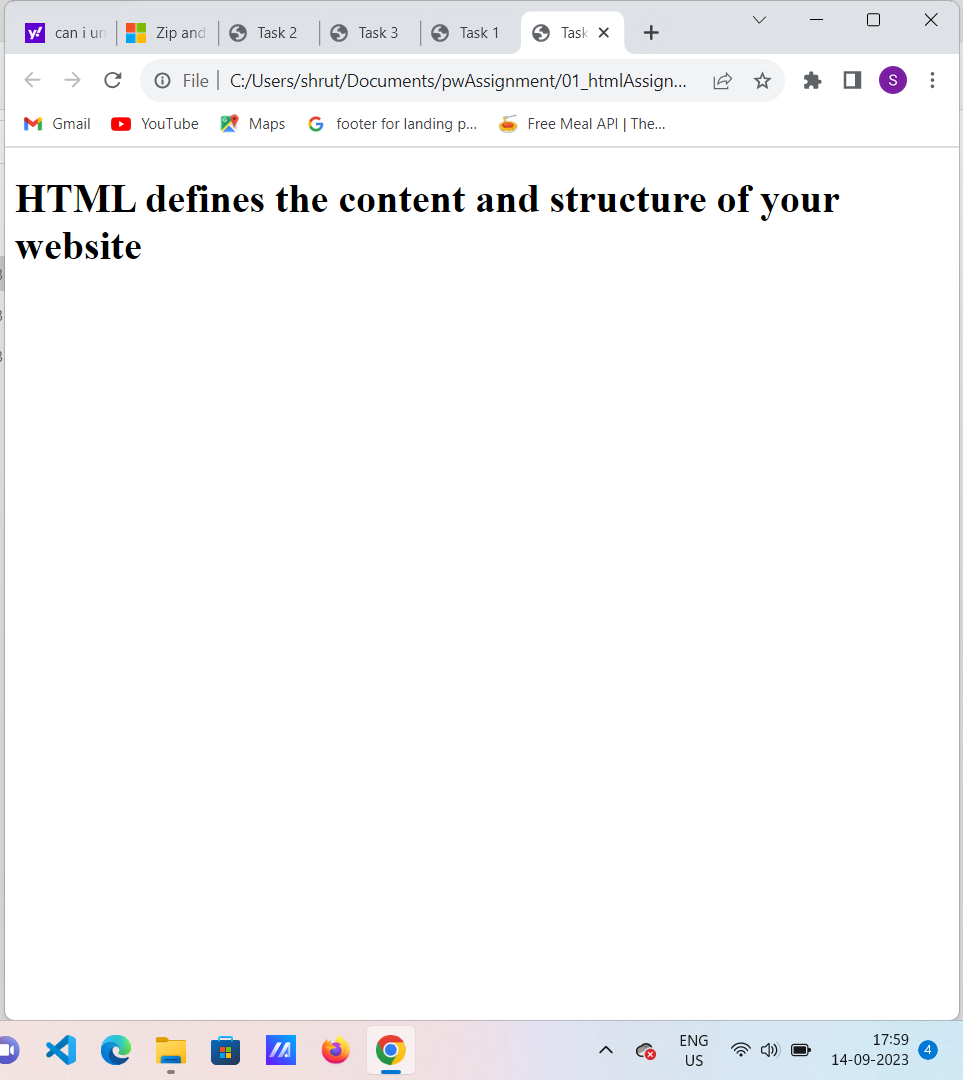 can i un
Zip and
Task 2
Task 3
Task 1
Task
File
C:/Users/shrut/Documents/pwAssignment/01_htmlAssign...
S
Gmail
YouTube
Maps
footer for landing p...
Free Meal API | The...
HTML defines the content and structure of your
website
ENG
US
17:59
14-09-2023
4